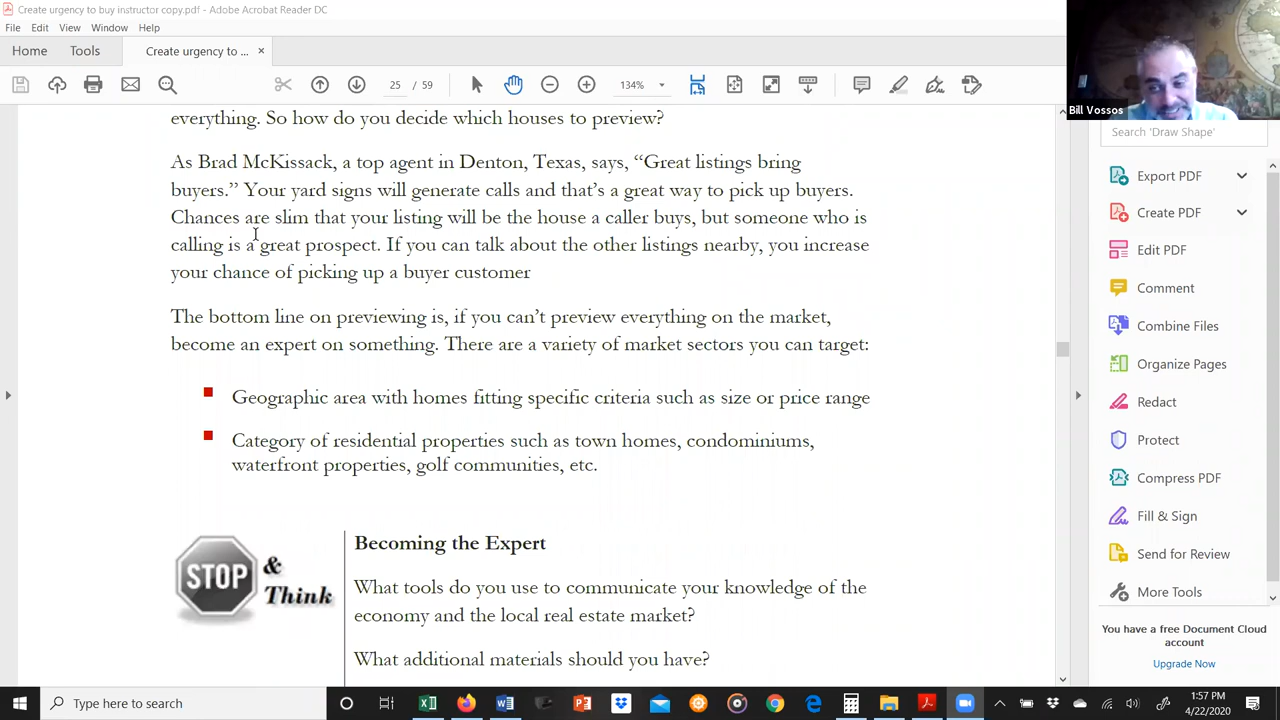 Create urgency to buy instructor copy.pdf - Adobe Acrobat Reader DC
File Edit View Window Help
Home Tools Create urgency to ... ×
25 / 59 134%
Bill Vossos
everything. So how do you decide which houses to preview?
As Brad McKissack, a top agent in Denton, Texas, says, “Great listings bring
buyers.” Your yard signs will generate calls and that’s a great way to pick up buyers.
Chances are slim that your listing will be the house a caller buys, but someone who is
calling is a great prospect. If you can talk about the other listings nearby, you increase
your chance of picking up a buyer customer
The bottom line on previewing is, if you can’t preview everything on the market,
become an expert on something. There are a variety of market sectors you can target:
Geographic area with homes fitting specific criteria such as size or price range
Category of residential properties such as town homes, condominiums,
waterfront properties, golf communities, etc.
STOP & Think
Becoming the Expert
What tools do you use to communicate your knowledge of the
economy and the local real estate market?
What additional materials should you have?
Search 'Draw Shape'
Export PDF
Create PDF
Edit PDF
Comment
Combine Files
Organize Pages
Redact
Protect
Compress PDF
Fill & Sign
Send for Review
More Tools
You have a free Document Cloud
account
Upgrade Now
Type here to search
1:57 PM
4/22/2020